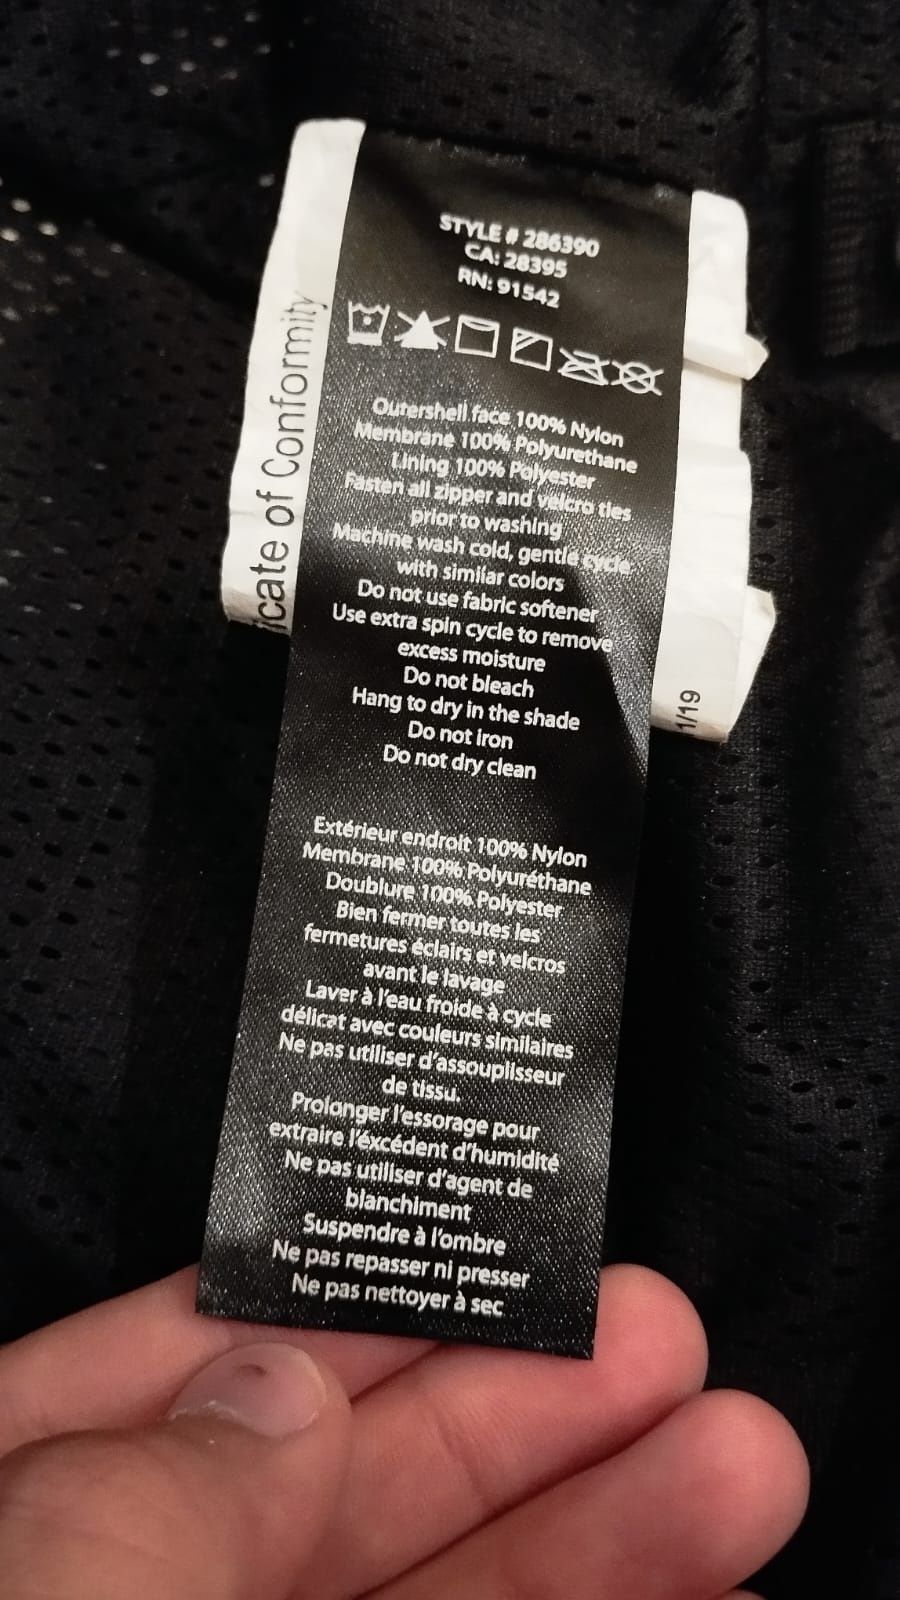 STYLE # 286390
CA: 28395
RN: 91542
Outershell face 100% Nylon
Membrane 100% Polyurethane
Lining 100% Polyester
Fasten all zipper and velcro ties
prior to washing
Machine wash cold, gentle cycle
with similar colors
Do not use fabric softener
Use extra spin cycle to remove
excess moisture
Do not bleach
Hang to dry in the shade
Do not iron
Do not dry clean
Extérieur endroit 100% Nylon
Membrane 100% Polyuréthane
Doublure 100% Polyester
Bien fermer toutes les
fermetures éclairs et velcros
avant le lavage
Laver à l'eau froide à cycle
délicat avec couleurs similaires
Ne pas utiliser d'assouplisseur
de tissu.
Prolonger l'essorage pour
extraire l'éxcédent d'humidité
Ne pas utiliser d'agent de
blanchiment
Suspendre à l'ombre
Ne pas repasser ni presser
Ne pas nettoyer à sec
icate of Conformity
1/19